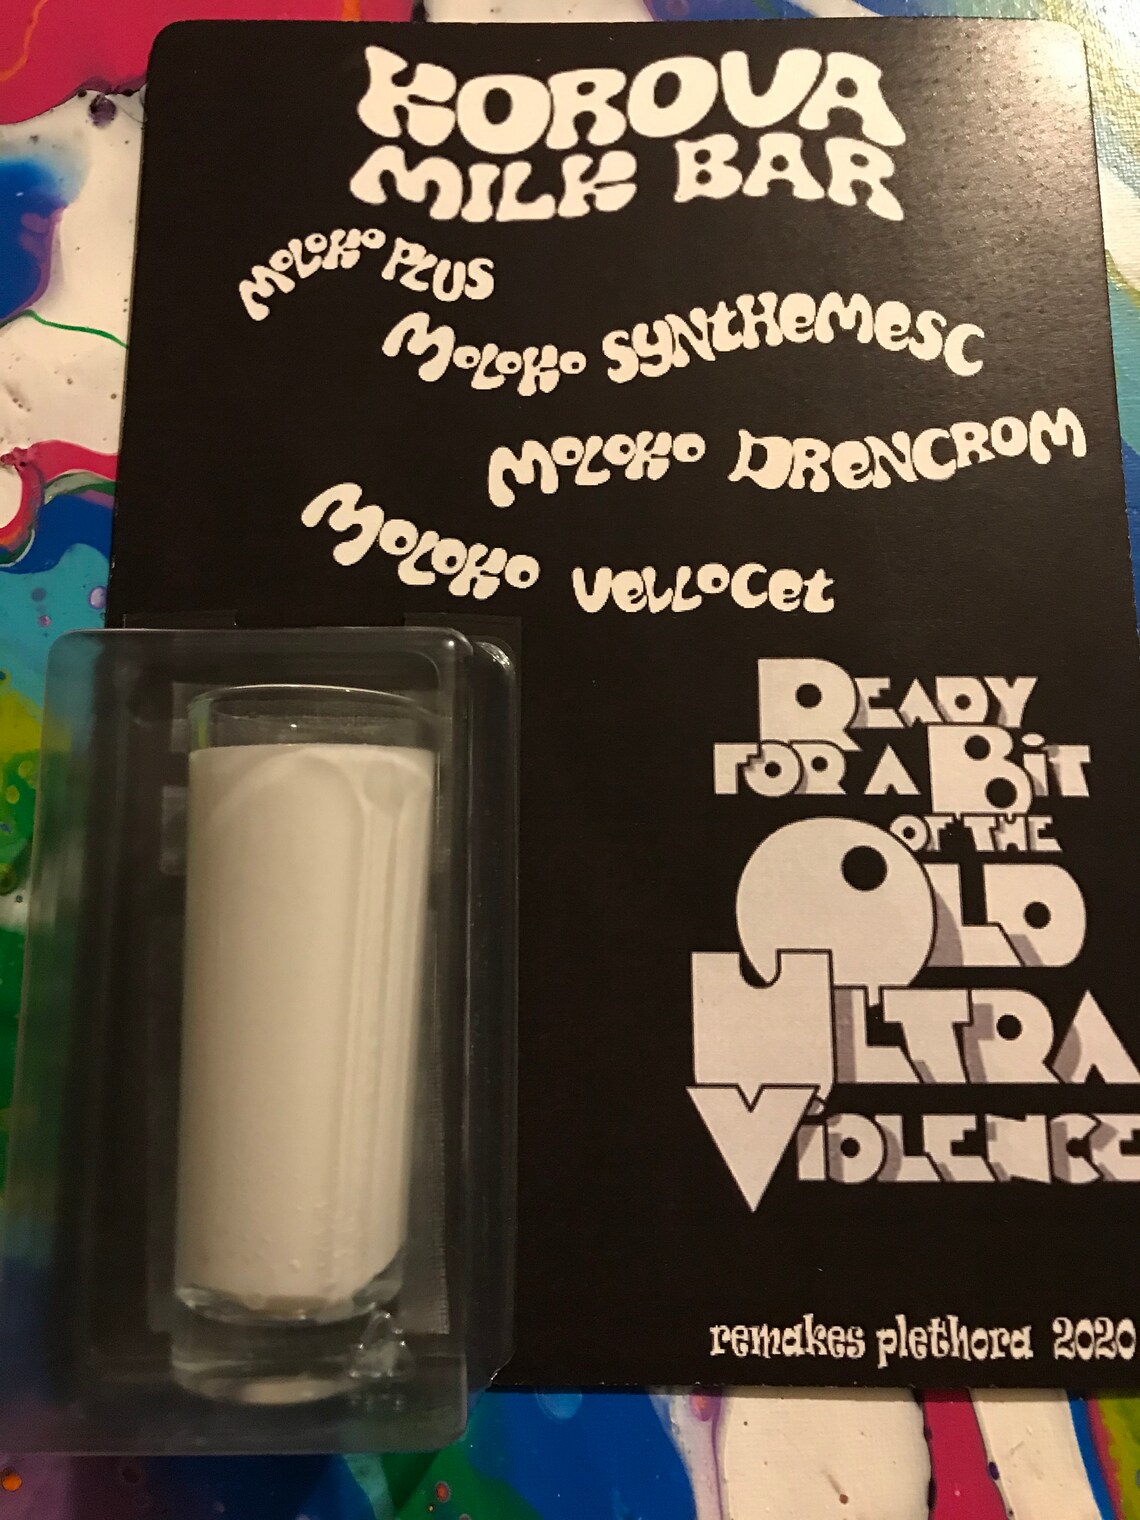 KOROVA
MILK BAR
MOLOKO PLUS
MOLOKO SYNTHEMESC
MOLOKO DRENCROM
MOLOKO VELLOCET
READY
FOR A BIT
OF THE
OLD
ULTRA
VIOLENCE
remakes plethora 2020